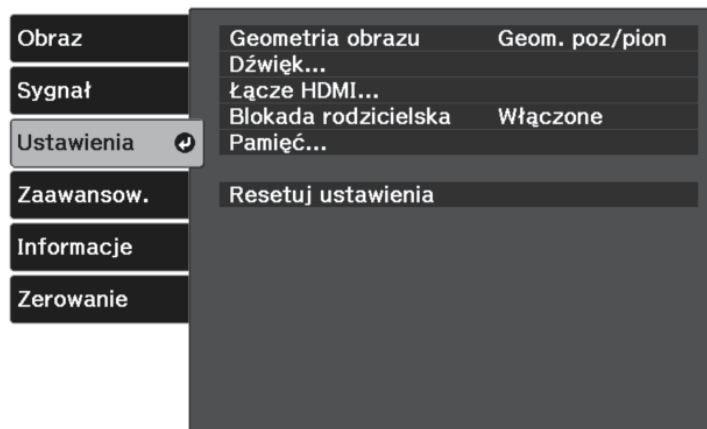 Obraz
Sygnał
Ustawienia
Zaawansow.
Informacje
Zerowanie
Geometria obrazu Geom. poz/pion
Dźwięk...
Łącze HDMI...
Blokada rodzicielska Włączone
Pamięć...
Resetuj ustawienia